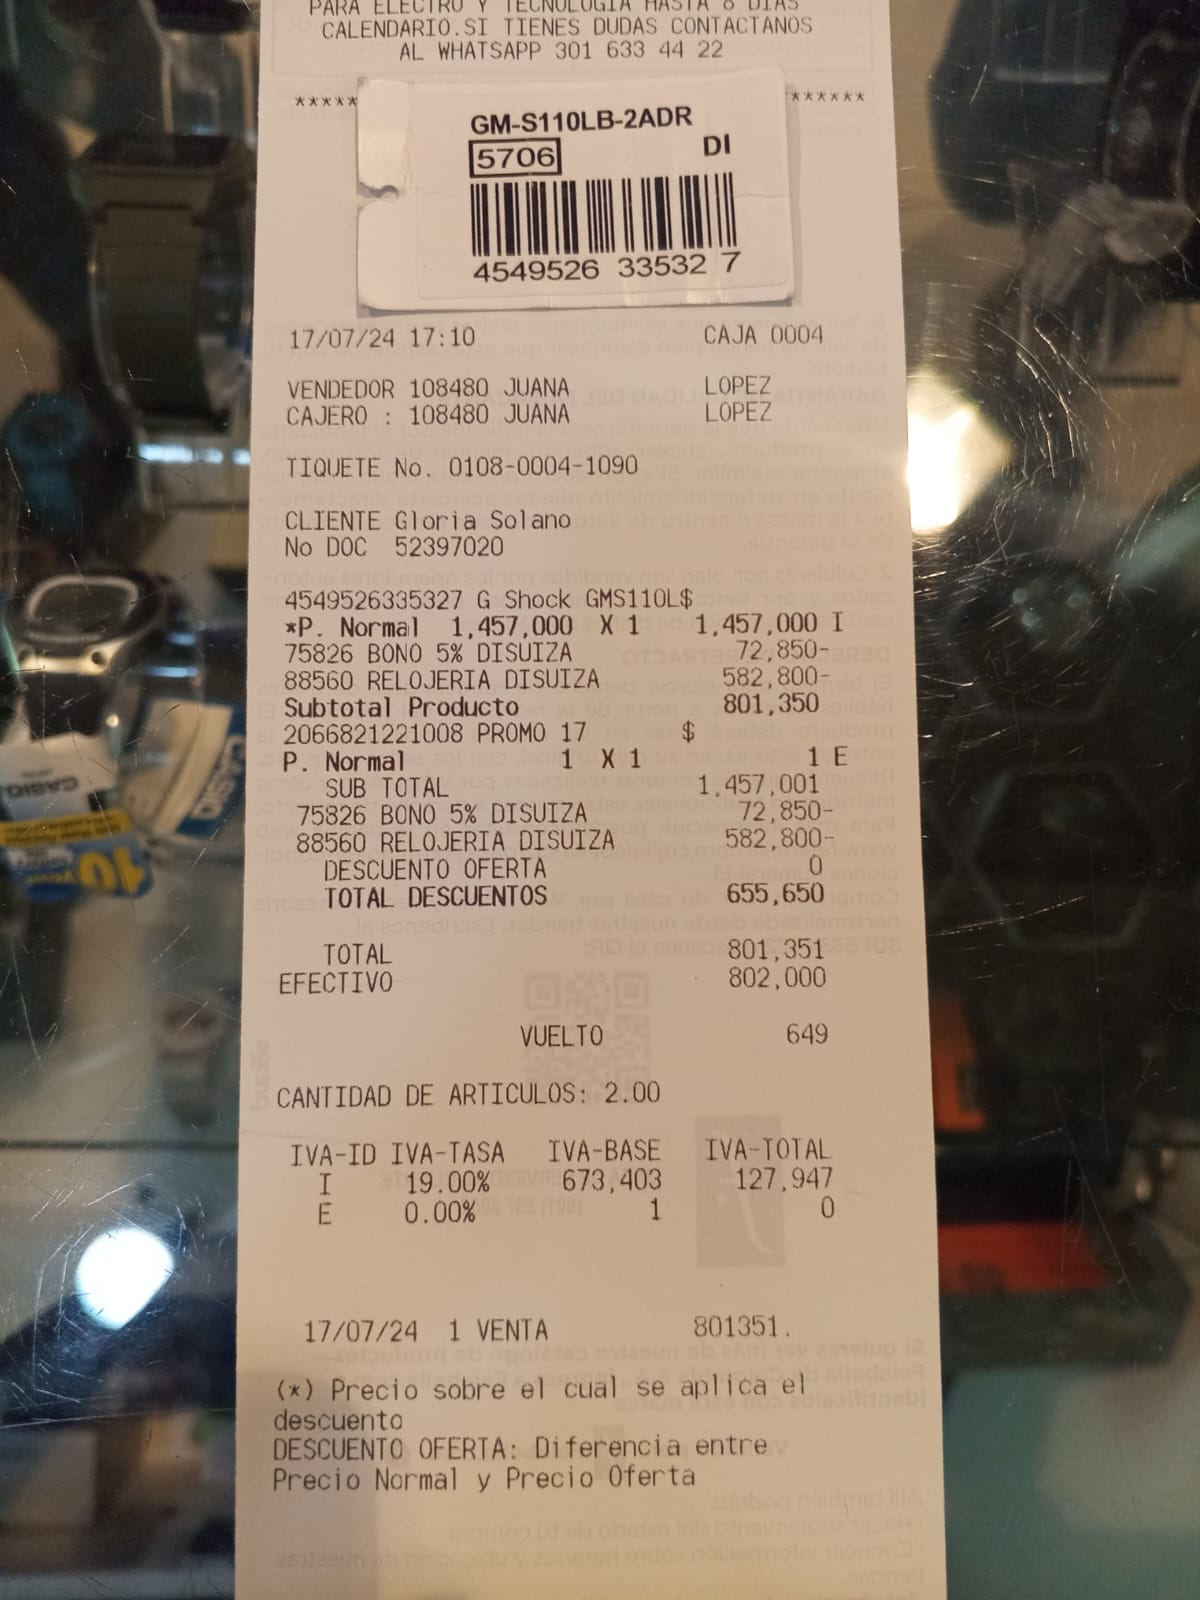 PARA ELECTRO Y TECNOLOGIA HASTA 8 DIAS
CALENDARIO.SI TIENES DUDAS CONTACTANOS
AL WHATSAPP 301 633 44 22
***** ******
GM-S110LB-2ADR
5706 DI
4549526 33532 7
17/07/24 17:10 CAJA 0004
VENDEDOR 108480 JUANA LOPEZ
CAJERO : 108480 JUANA LOPEZ
TIQUETE No. 0108-0004-1090
CLIENTE Gloria Solano
No DOC 52397020
4549526335327 G Shock GMS110L$
*P. Normal 1,457,000 X 1 1,457,000 I
75826 BONO 5% DISUIZA 72,850-
88560 RELOJERIA DISUIZA 582,800-
Subtotal Producto 801,350
2066821221008 PROMO 17 $
P. Normal 1 X 1 1 E
SUB TOTAL 1,457,001
75826 BONO 5% DISUIZA 72,850-
88560 RELOJERIA DISUIZA 582,800-
DESCUENTO OFERTA 0
TOTAL DESCUENTOS 655,650
TOTAL 801,351
EFECTIVO 802,000
VUELTO 649
CANTIDAD DE ARTICULOS: 2.00
IVA-ID IVA-TASA IVA-BASE IVA-TOTAL
I 19.00% 673,403 127,947
E 0.00% 1 0
17/07/24 1 VENTA 801351.
(*) Precio sobre el cual se aplica el
descuento
DESCUENTO OFERTA: Diferencia entre
Precio Normal y Precio Oferta
CASIO
CASIO
10